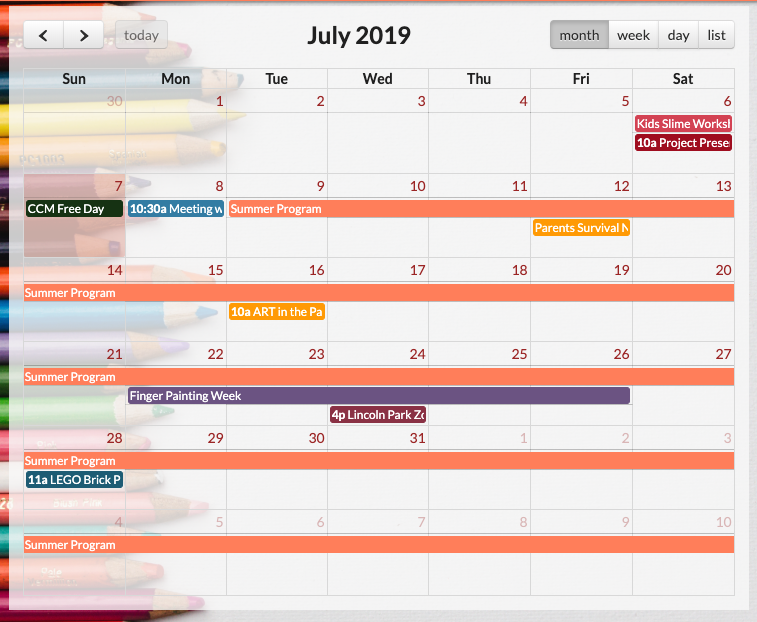 today
July 2019
month week day list
Sun Mon Tue Wed Thu Fri Sat
30 1 2 3 4 5 6
Kids Slime Worksl
10a Project Prese
7 8 9 10 11 12 13
CCM Free Day 10:30a Meeting w Summer Program
Parents Survival N
14 15 16 17 18 19 20
Summer Program
10a ART in the Pa
21 22 23 24 25 26 27
Summer Program
Finger Painting Week
4p Lincoln Park Zo
28 29 30 31 1 2 3
Summer Program
11a LEGO Brick P
4 5 6 7 8 9 10
Summer Program